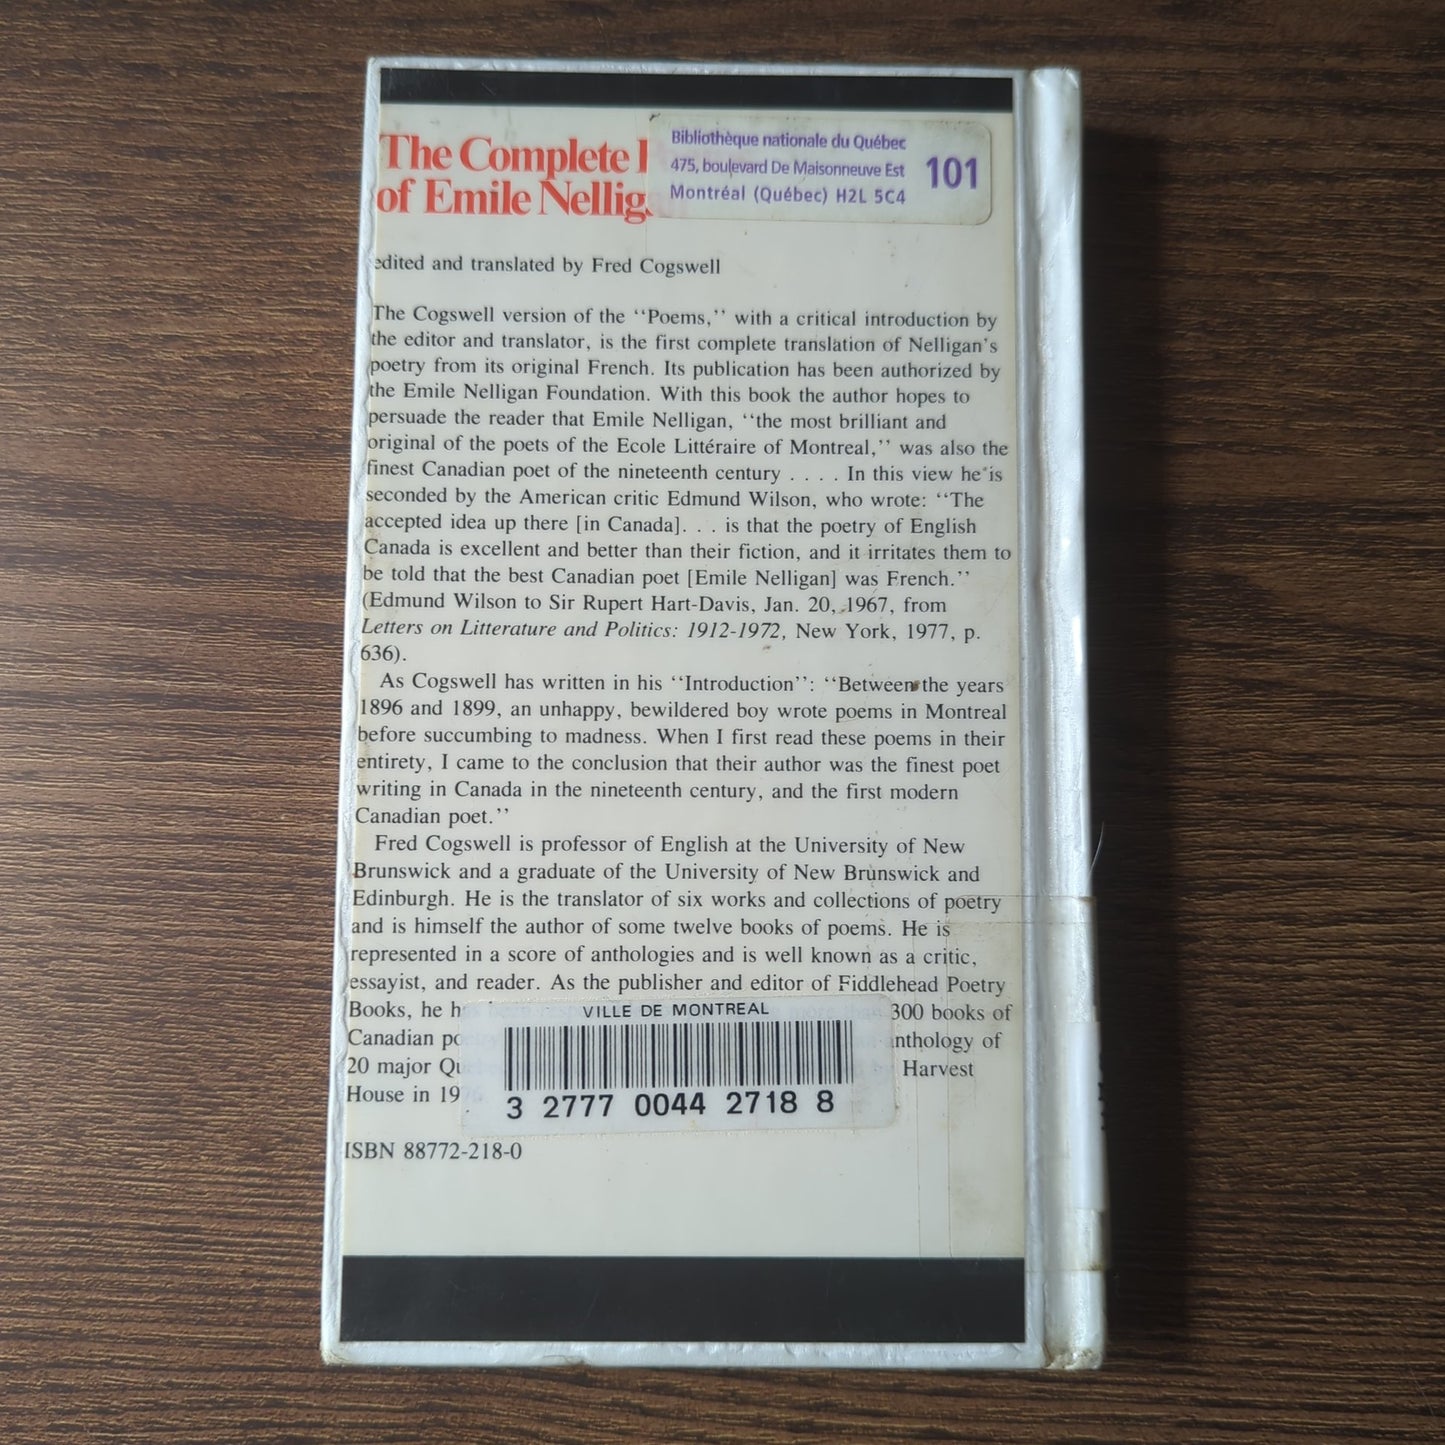 The Complete
of Emile Nellig
Bibliothèque nationale du Québec
475, boulevard De Maisonneuve Est
Montréal (Québec) H2L 5C4
101
edited and translated by Fred Cogswell
The Cogswell version of the ‘‘Poems,’’ with a critical introduction by
the editor and translator, is the first complete translation of Nelligan’s
poetry from its original French. Its publication has been authorized by
the Emile Nelligan Foundation. With this book the author hopes to
persuade the reader that Emile Nelligan, ‘‘the most brilliant and
original of the poets of the Ecole Littéraire of Montreal,’’ was also the
finest Canadian poet of the nineteenth century . . . . In this view he is
seconded by the American critic Edmund Wilson, who wrote: ‘‘The
accepted idea up there [in Canada]. . . is that the poetry of English
Canada is excellent and better than their fiction, and it irritates them to
be told that the best Canadian poet [Emile Nelligan] was French.’’
(Edmund Wilson to Sir Rupert Hart-Davis, Jan. 20, 1967, from
Letters on Litterature and Politics: 1912-1972, New York, 1977, p.
636).
As Cogswell has written in his ‘‘Introduction’’: ‘‘Between the years
1896 and 1899, an unhappy, bewildered boy wrote poems in Montreal
before succumbing to madness. When I first read these poems in their
entirety, I came to the conclusion that their author was the finest poet
writing in Canada in the nineteenth century, and the first modern
Canadian poet.’’
Fred Cogswell is professor of English at the University of New
Brunswick and a graduate of the University of New Brunswick and
Edinburgh. He is the translator of six works and collections of poetry
and is himself the author of some twelve books of poems. He is
represented in a score of anthologies and is well known as a critic,
essayist, and reader. As the publisher and editor of Fiddlehead Poetry
Books, he 300 books of
Canadian anthology of
20 major Harvest
House in
VILLE DE MONTREAL
3 2777 0044 2718 8
ISBN 88772-218-0